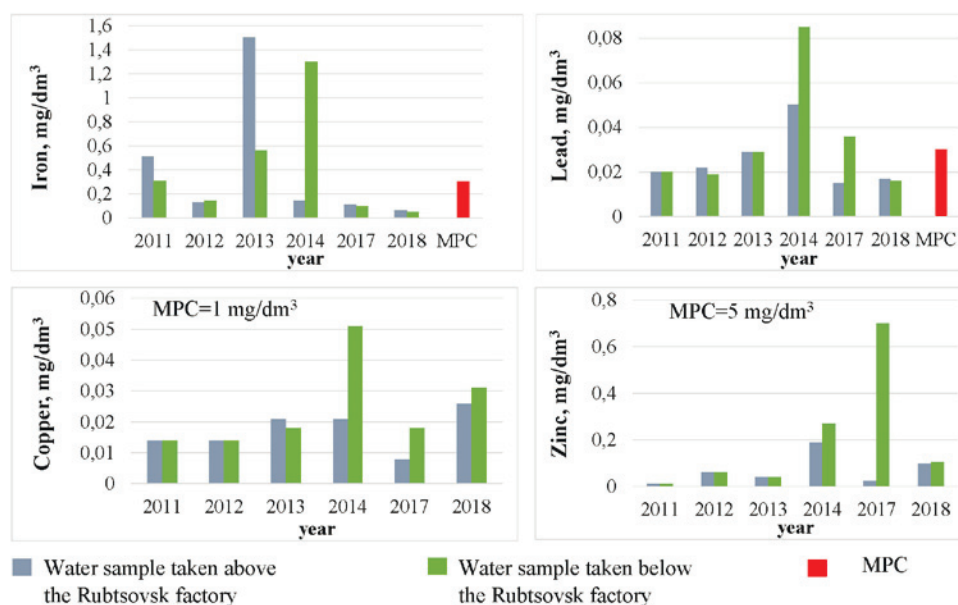 Iron, mg/dm³
1,6
1,4
1,2
1
0,8
0,6
0,4
0,2
0
2011 2012 2013 2014 2017 2018 MPC
year
Lead, mg/dm³
0,08
0,06
0,04
0,02
0
2011 2012 2013 2014 2017 2018 MPC
year
Copper, mg/dm³
MPC=1 mg/dm³
0,06
0,05
0,04
0,03
0,02
0,01
0
2011 2012 2013 2014 2017 2018
year
Zinc, mg/dm³
MPC=5 mg/dm³
0,8
0,6
0,4
0,2
0
2011 2012 2013 2014 2017 2018
year
Water sample taken above
the Rubtsovsk factory
Water sample taken below
the Rubtsovsk factory
MPC